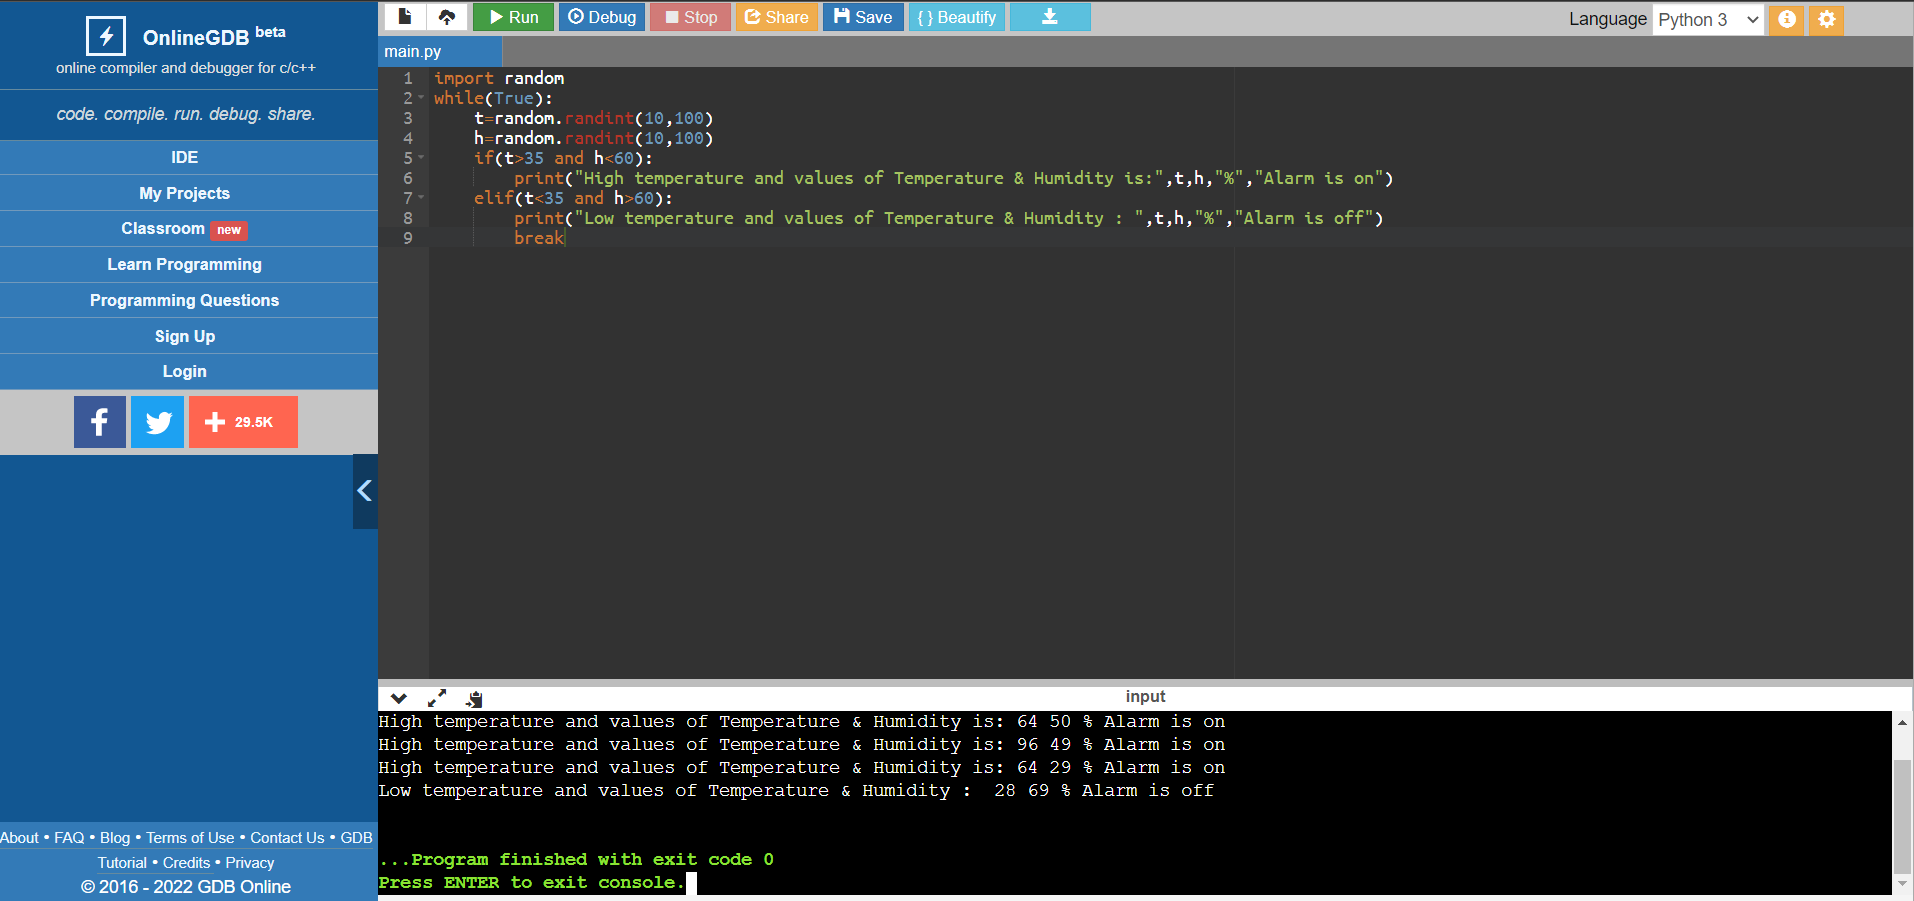 OnlineGDB beta
online compiler and debugger for c/c++
code. compile. run. debug. share.
IDE
My Projects
Classroom new
Learn Programming
Programming Questions
Sign Up
Login
29.5K
About • FAQ • Blog • Terms of Use • Contact Us • GDB
Tutorial • Credits • Privacy
© 2016 - 2022 GDB Online
Run Debug Stop Share Save { } Beautify
Language Python 3
main.py
1 import random
2 while(True):
3     t=random.randint(10,100)
4     h=random.randint(10,100)
5     if(t>35 and h<60):
6         print("High temperature and values of Temperature & Humidity is:",t,h,"%","Alarm is on")
7     elif(t<35 and h>60):
8         print("Low temperature and values of Temperature & Humidity : ",t,h,"%","Alarm is off")
9         break
input
High temperature and values of Temperature & Humidity is: 64 50 % Alarm is on
High temperature and values of Temperature & Humidity is: 96 49 % Alarm is on
High temperature and values of Temperature & Humidity is: 64 29 % Alarm is on
Low temperature and values of Temperature & Humidity :  28 69 % Alarm is off
...Program finished with exit code 0
Press ENTER to exit console.